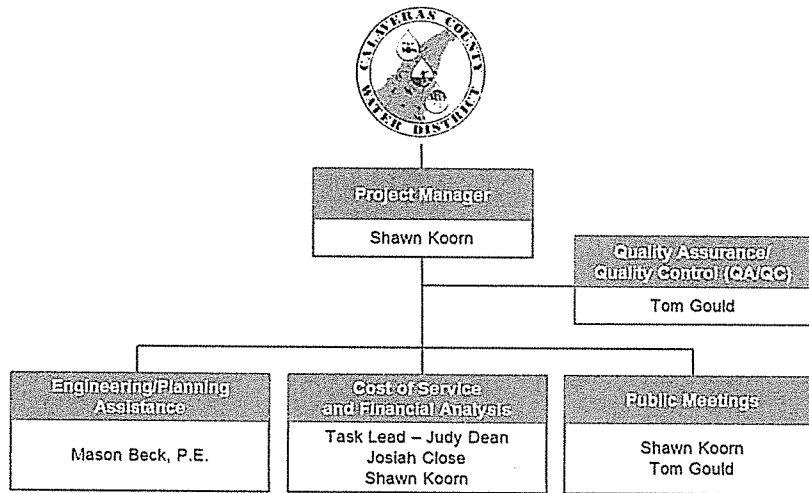 CALAVERAS COUNTY
WATER DISTRICT
Project Manager
Shawn Koorn
Quality Assurance/
Quality Control (QA/QC)
Tom Gould
Engineering/Planning
Assistance
Mason Beck, P.E.
Cost of Service
and Financial Analysis
Task Lead – Judy Dean
Josiah Close
Shawn Koorn
Public Meetings
Shawn Koorn
Tom Gould